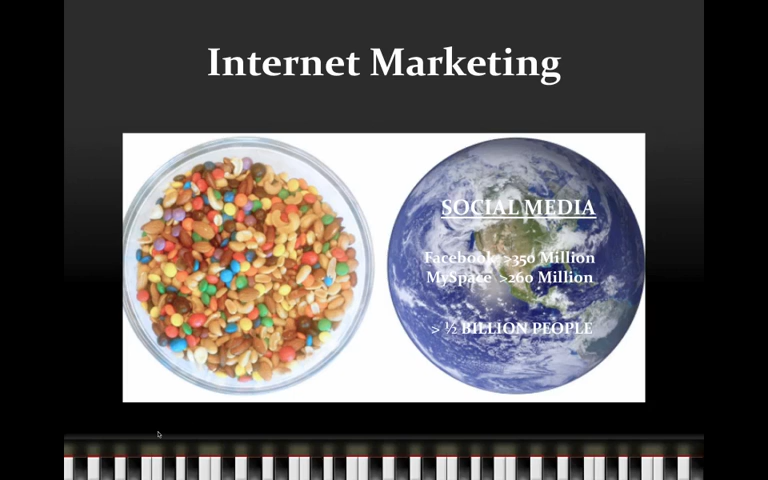 Internet Marketing
SOCIAL MEDIA
Facebook >350 Million
MySpace >260 Million
> ½ BILLION PEOPLE